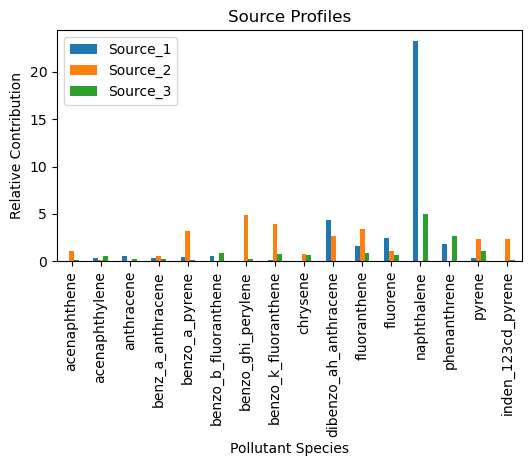 Source Profiles
Source_1
Source_2
Source_3
Relative Contribution
20
15
10
5
0
acenaphthene
acenaphthylene
anthracene
benz_a_anthracene
benzo_a_pyrene
benzo_b_fluoranthene
benzo_ghi_perylene
benzo_k_fluoranthene
chrysene
dibenzo_ah_anthracene
fluoranthene
fluorene
naphthalene
phenanthrene
pyrene
inden_123cd_pyrene
Pollutant Species